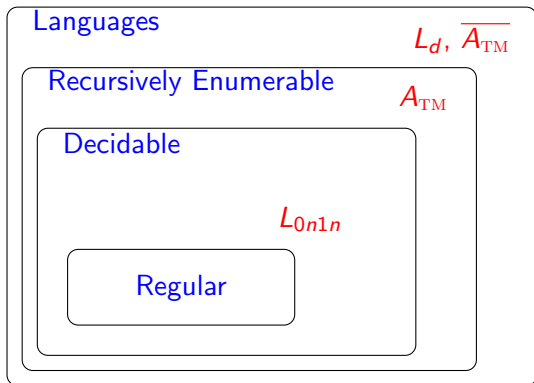 Languages
L_d, \overline{A_{TM}}
Recursively Enumerable
A_{TM}
Decidable
L_{0n1n}
Regular